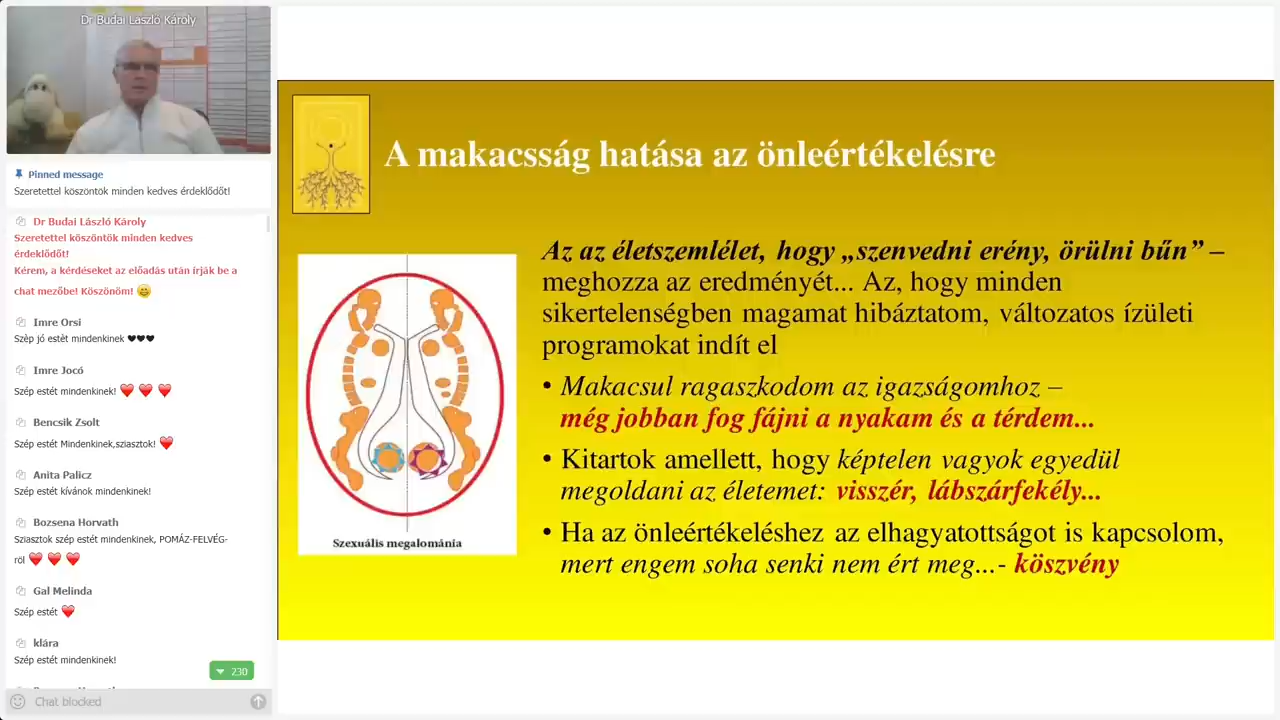 Dr Budai László Károly
Pinned message
Szeretettel köszöntök minden kedves érdeklődőt!
Dr Budai László Károly
Szeretettel köszöntök minden kedves
érdeklődőt!
Kérem, a kérdéseket az előadás után írják be a
chat mezőbe! Köszönöm! 😄
Imre Orsi
Szèp jó estèt mindenkinek ♥♥♥
Imre Jocó
Szép estét mindenkinek! ❤️ ❤️ ❤️
Bencsik Zsolt
Szép estét Mindenkinek,sziasztok! ❤️
Anita Palicz
Szép estét kívánok mindenkinek!
Bozsena Horvath
Sziasztok szép estét mindenkinek, POMÁZ-FELVÉG-
ról ❤️ ❤️ ❤️
Gal Melinda
Szép estét ❤️
klára
Szép estét mindenkinek!
230
Chat blocked
A makacsság hatása az önleértékelésre
Szexuális megalománia
Az az életszemlélet, hogy „szenvedni erény, örülni bűn” –
meghozza az eredményét... Az, hogy minden
sikertelenségben magamat hibáztatom, változatos ízületi
programokat indít el
• Makacsul ragaszkodom az igazságomhoz –
még jobban fog fájni a nyakam és a térdem...
• Kitartok amellett, hogy képtelen vagyok egyedül
megoldani az életemet: visszér, lábszárfekély...
• Ha az önleértékeléshez az elhagyatottságot is kapcsolom,
mert engem soha senki nem ért meg...- köszvény